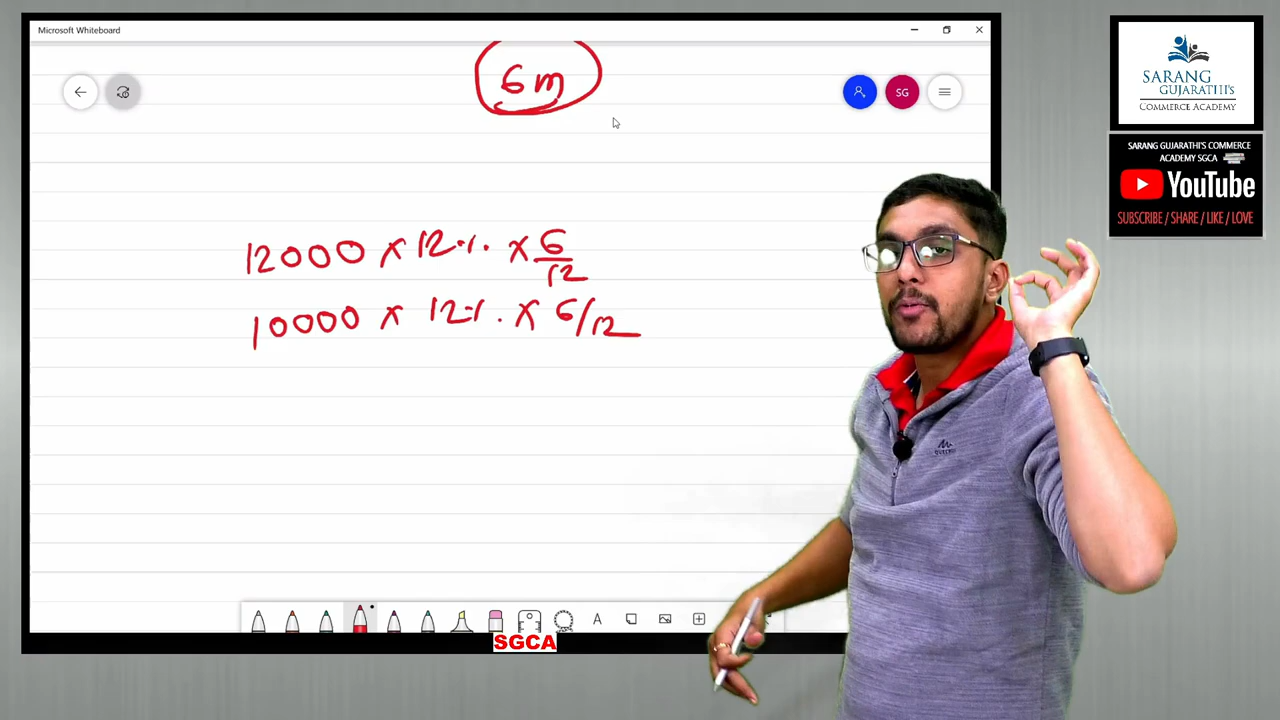 Microsoft Whiteboard
6m
SG
12000 x 12% x 6/12
10000 x 12% x 6/12
SGCA
A
SARANG
GUJARATHI'S
COMMERCE ACADEMY
SARANG GUJARATHI'S COMMERCE
ACADEMY SGCA
YouTube
SUBSCRIBE / SHARE / LIKE / LOVE